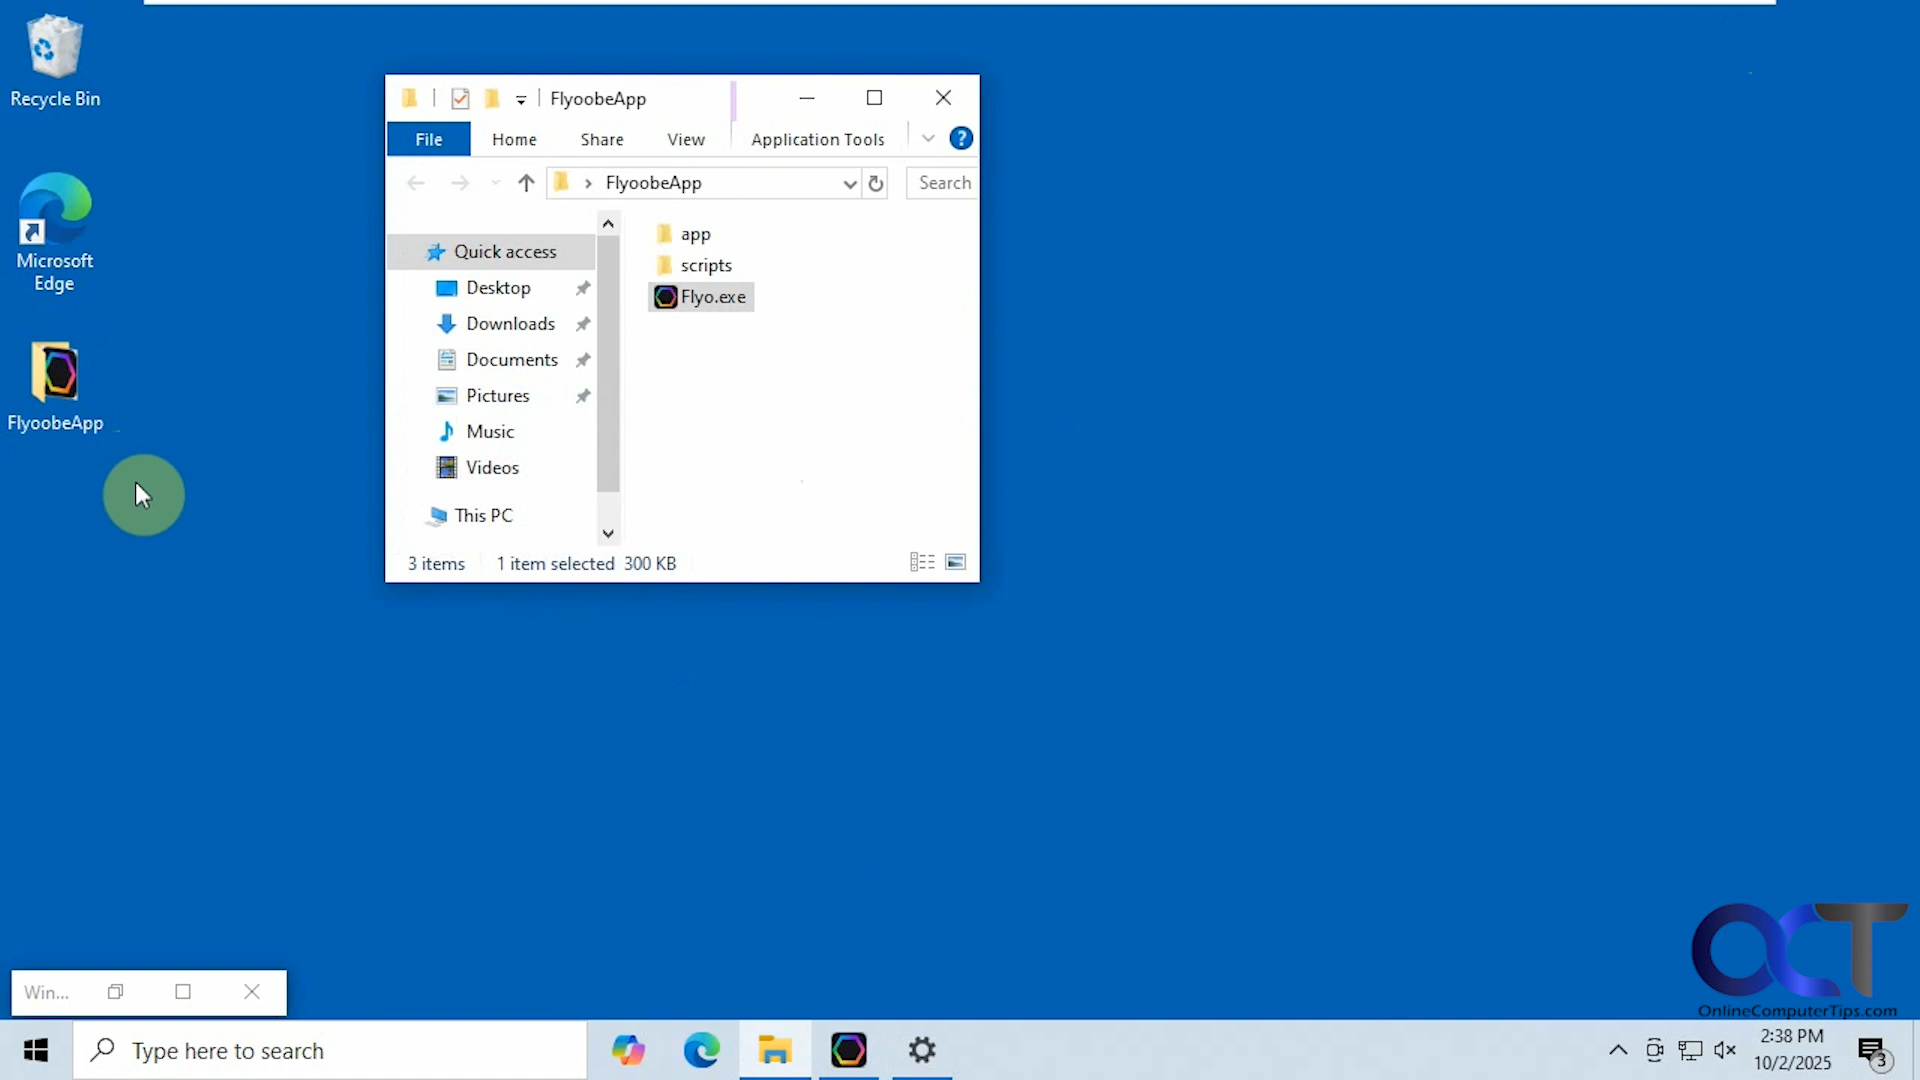 Recycle Bin
Microsoft
Edge
FlyoobeApp
FlyoobeApp
File Home Share View Application Tools ?
FlyoobeApp
Search
Quick access
Desktop
Downloads
Documents
Pictures
Music
Videos
This PC
app
scripts
Flyo.exe
3 items 1 item selected 300 KB
Win...
OCT
OnlineComputerTips.com
Type here to search
2:38 PM
10/2/2025
3